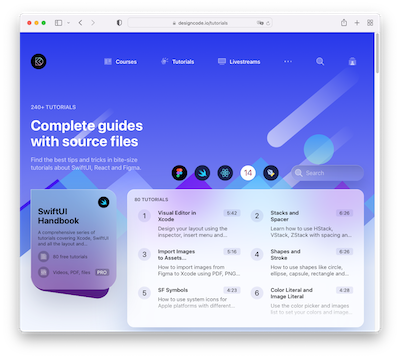 designcode.io/tutorials
Courses
Tutorials
Livestreams
240+ TUTORIALS
Complete guides
with source files
Find the best tips and tricks in bite-size
tutorials about SwiftUI, React and Figma.
14
Search
SwiftUI
Handbook
A comprehensive series of
tutorials covering Xcode, SwiftUI
and all the layout and...
80 free tutorials
Videos, PDF, files
PRO
80 TUTORIALS
1
Visual Editor in
Xcode
5:42
Design your layout using the
inspector, insert menu and...
2
Stacks and
Spacer
6:26
Learn how to use HStack,
VStack, ZStack with spacing an...
3
Import Images
to Assets...
5:16
How to import images from
Figma to Xcode using PDF, PNG...
4
Shapes and
Stroke
6:26
How to use shapes like circle,
ellipse, capsule, rectangle and...
5
SF Symbols
4:23
How to use system icons for
Apple platforms with different...
6
Color Literal and
Image Literal
4:28
Use the color picker and images
list to set your colors and image...